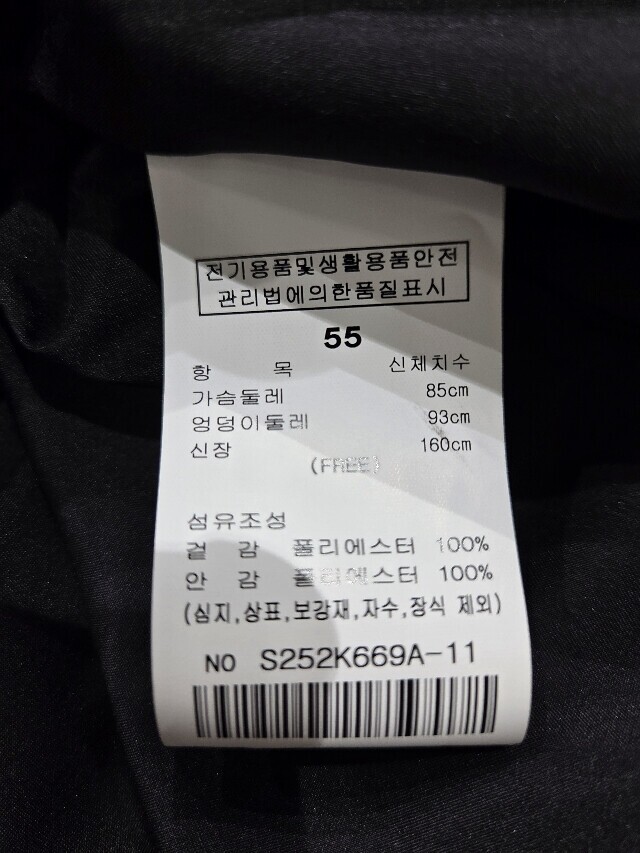 전기용품및생활용품안전
관리법에의한품질표시
55
항 목 신체치수
가슴둘레 85cm
엉덩이둘레 93cm
신장 160cm
(FREE)
섬유조성
겉 감 폴리에스터 100%
안 감 폴리에스터 100%
(심지,상표,보강재,자수,장식 제외)
NO S252K669A-11